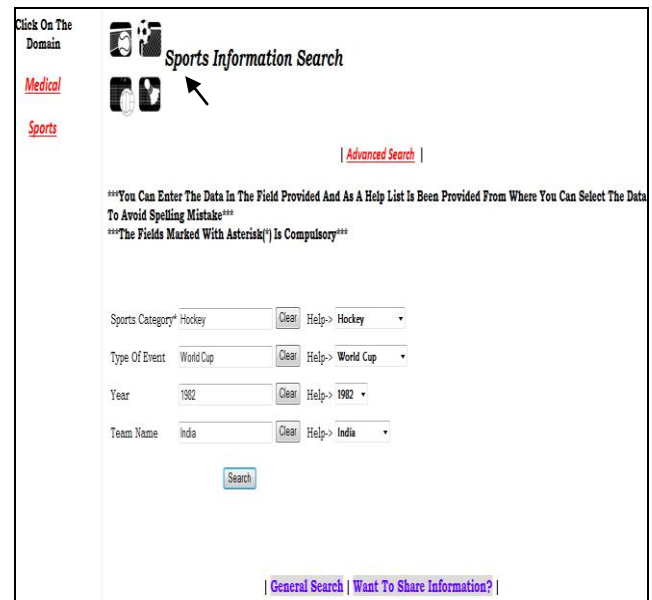 Click On The
Domain
Medical
Sports
Sports Information Search
| Advanced Search |
***You Can Enter The Data In The Field Provided And As A Help List Is Been Provided From Where You Can Select The Data
To Avoid Spelling Mistake***
***The Fields Marked With Asterisk(*) Is Compulsory***
Sports Category* Hockey Clear Help-> Hockey
Type Of Event World Cup Clear Help-> World Cup
Year 1982 Clear Help-> 1982
Team Name India Clear Help-> India
Search
| General Search | Want To Share Information? |